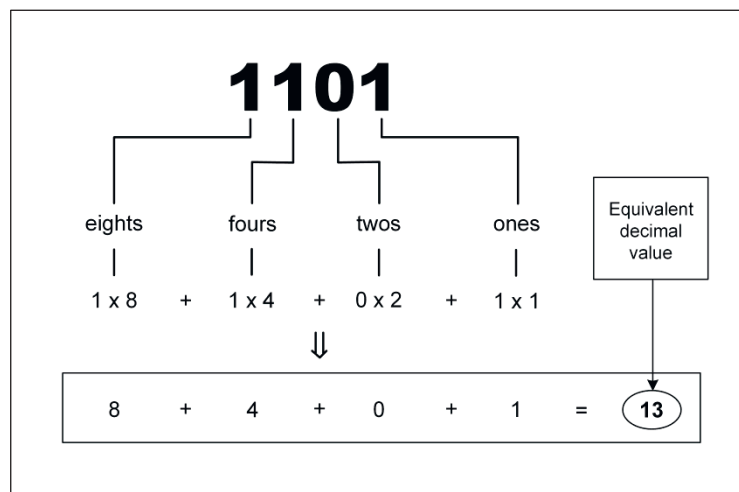 1101
eights fours twos ones
Equivalent
decimal
value
1 x 8 + 1 x 4 + 0 x 2 + 1 x 1
⇓
8 + 4 + 0 + 1 = 13